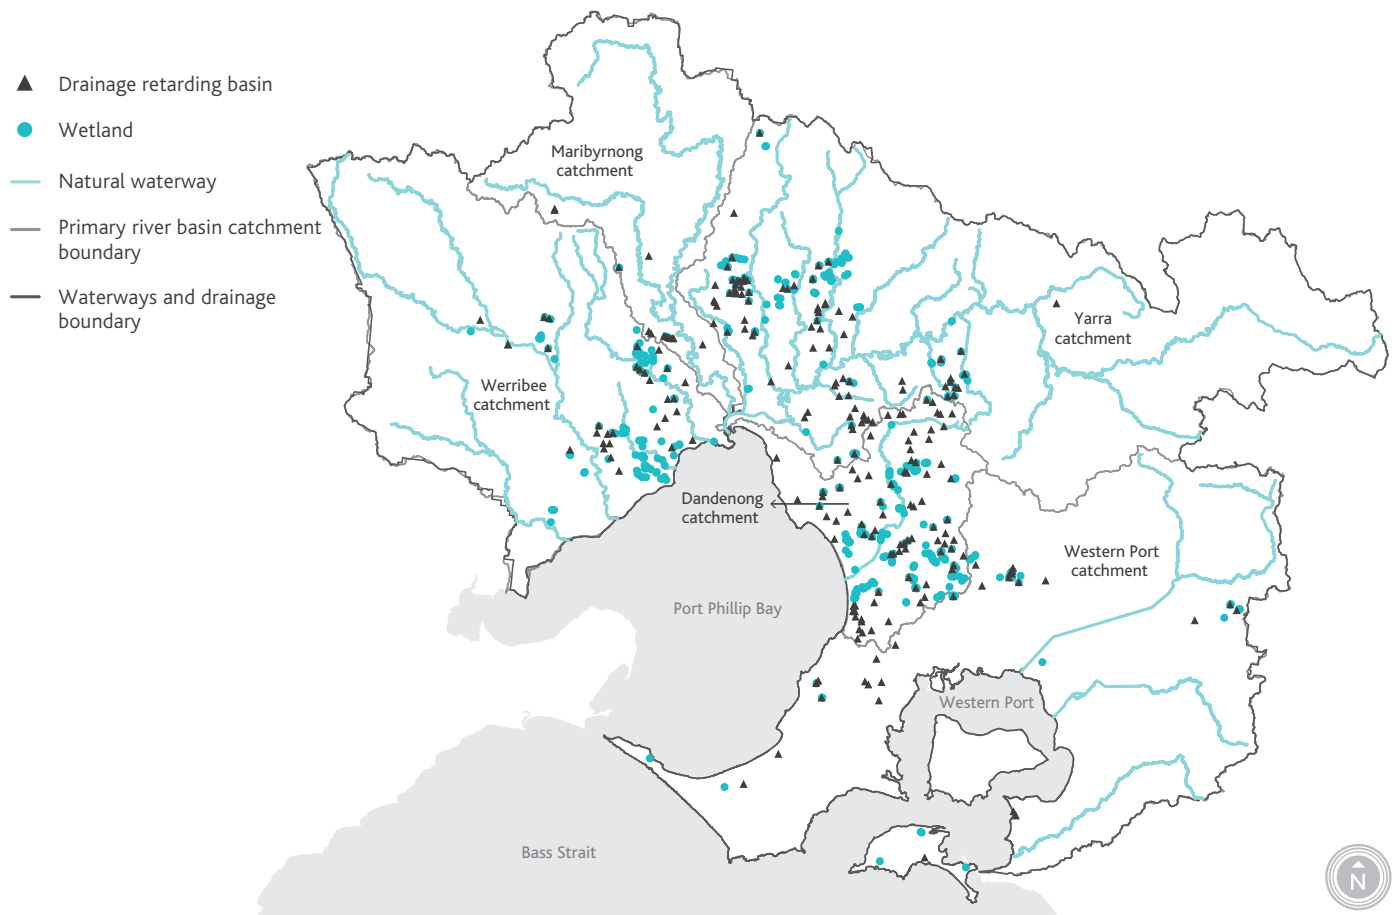 Drainage retarding basin
Wetland
Natural waterway
Primary river basin catchment
boundary
Waterways and drainage
boundary
Maribyrnong
catchment
Yarra
catchment
Werribee
catchment
Dandenong
catchment
Western Port
catchment
Port Phillip Bay
Western Port
Bass Strait
N